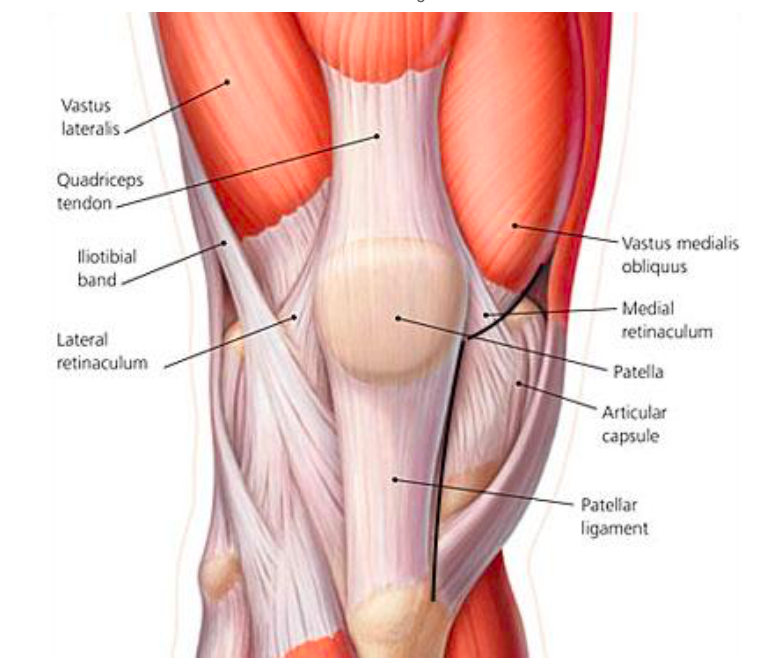 Vastus
lateralis
Quadriceps
tendon
Iliotibial
band
Lateral
retinaculum
Vastus medialis
obliquus
Medial
retinaculum
Patella
Articular
capsule
Patellar
ligament